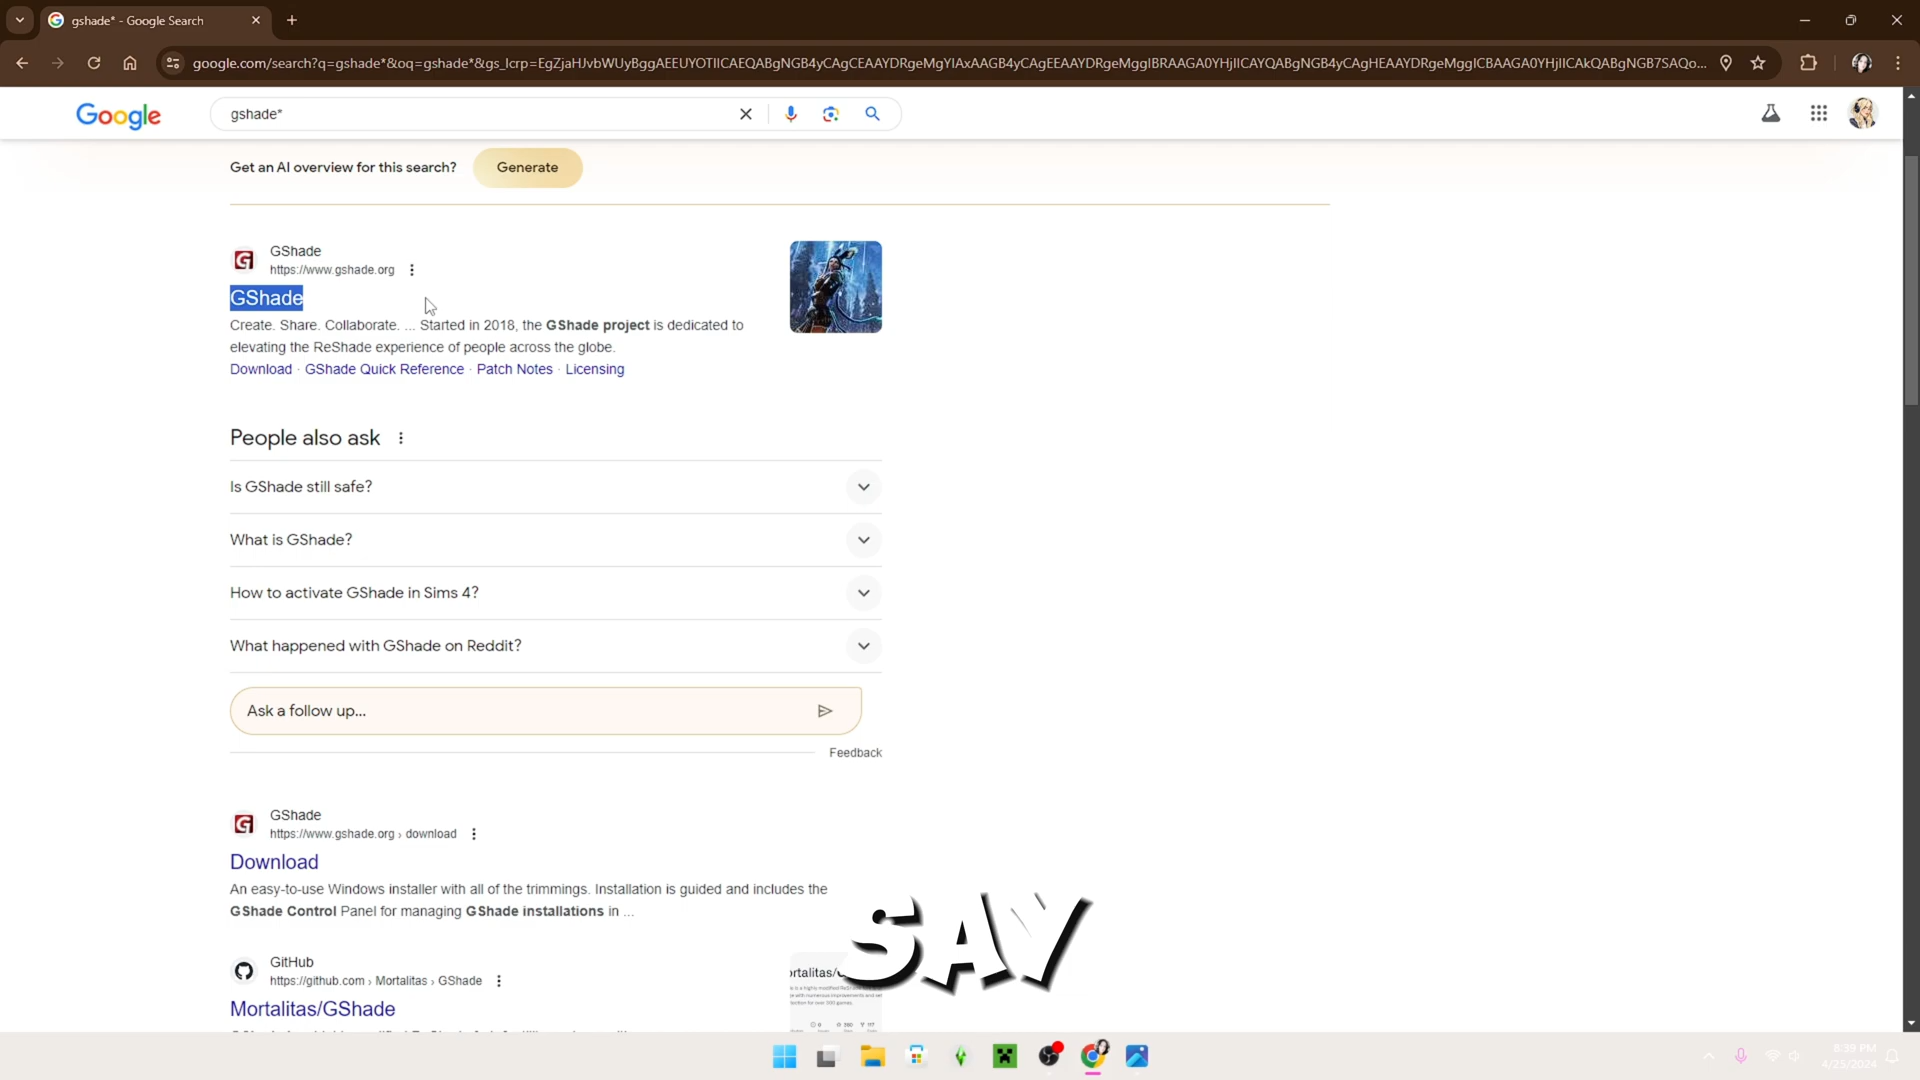 gshade* - Google Search
google.com/search?q=gshade*&oq=gshade*&gs_lcrp=
Google
gshade*
Get an AI overview for this search? Generate
GShade
https://www.gshade.org
GShade
Create. Share. Collaborate. ... Started in 2018, the GShade project is dedicated to
elevating the ReShade experience of people across the globe.
Download · GShade Quick Reference · Patch Notes · Licensing
People also ask
Is GShade still safe?
What is GShade?
How to activate GShade in Sims 4?
What happened with GShade on Reddit?
Ask a follow up...
Feedback
GShade
https://www.gshade.org › download
Download
An easy-to-use Windows installer with all of the trimmings. Installation is guided and includes the
GShade Control Panel for managing GShade installations in ...
SAY
GitHub
https://github.com › Mortalitas › GShade
Mortalitas/GShade
8:39 PM
4/25/2024